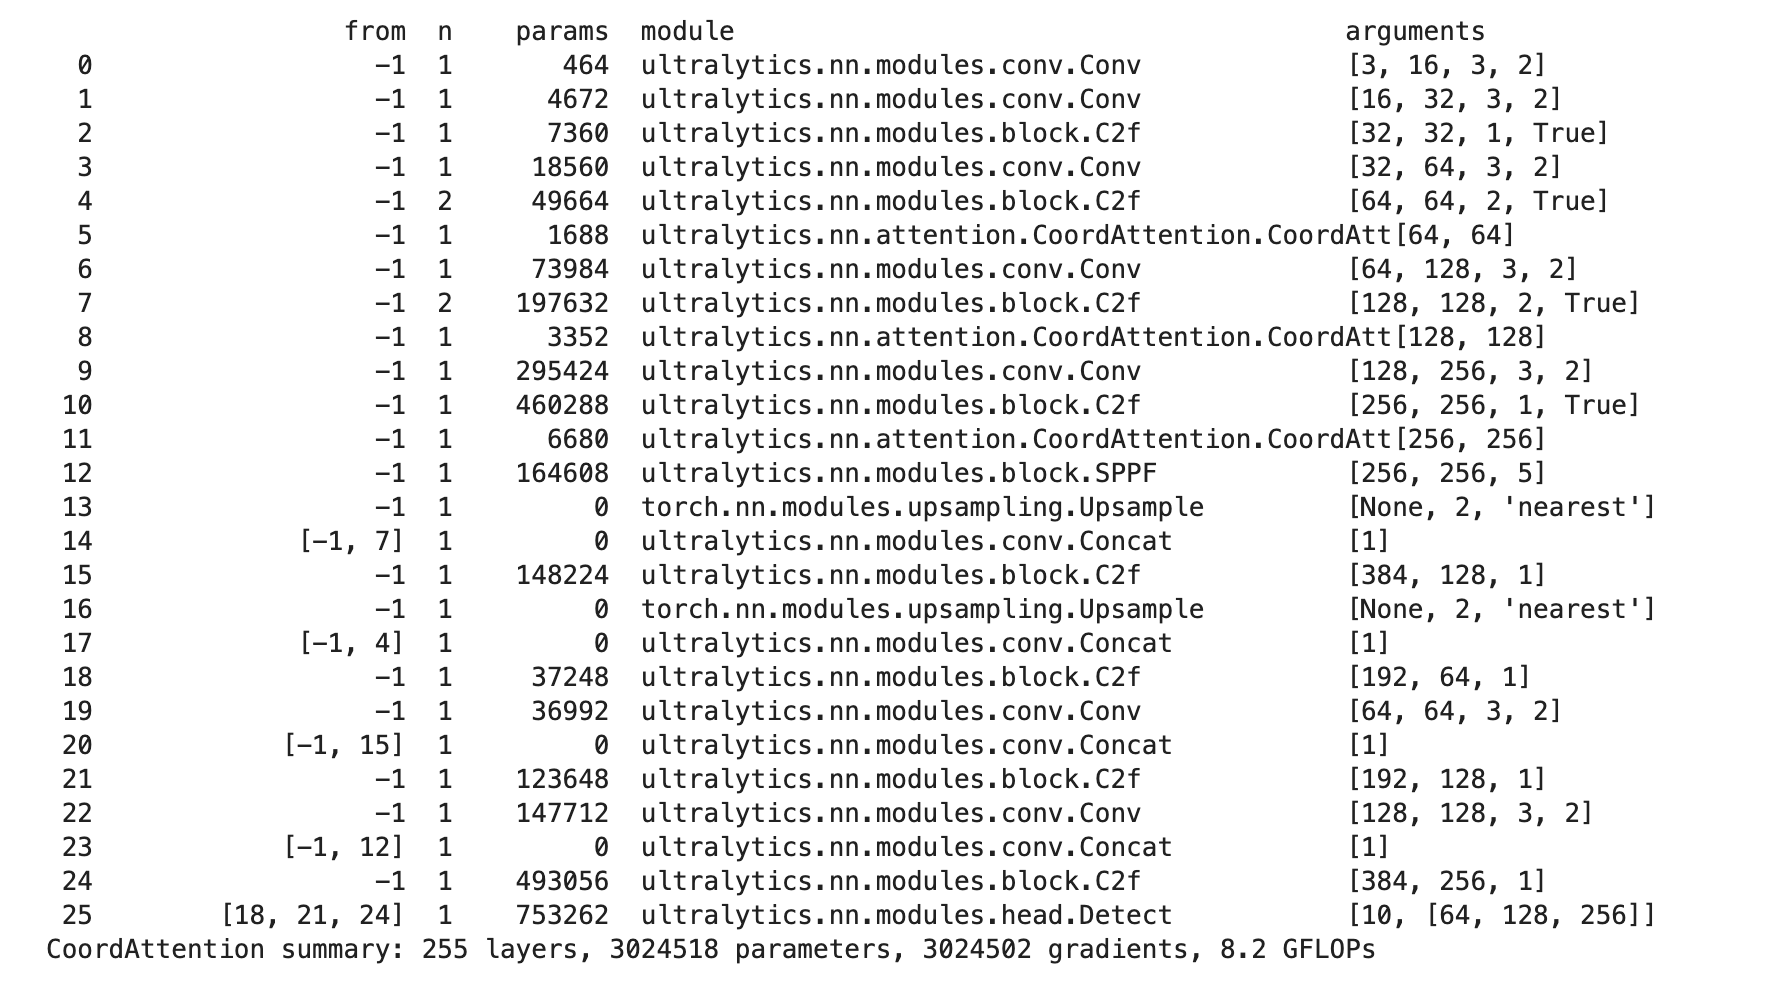 from n params module arguments
0 -1 1 464 ultralytics.nn.modules.conv.Conv [3, 16, 3, 2]
1 -1 1 4672 ultralytics.nn.modules.conv.Conv [16, 32, 3, 2]
2 -1 1 7360 ultralytics.nn.modules.block.C2f [32, 32, 1, True]
3 -1 1 18560 ultralytics.nn.modules.conv.Conv [32, 64, 3, 2]
4 -1 2 49664 ultralytics.nn.modules.block.C2f [64, 64, 2, True]
5 -1 1 1688 ultralytics.nn.attention.CoordAttention.CoordAtt[64, 64]
6 -1 1 73984 ultralytics.nn.modules.conv.Conv [64, 128, 3, 2]
7 -1 2 197632 ultralytics.nn.modules.block.C2f [128, 128, 2, True]
8 -1 1 3352 ultralytics.nn.attention.CoordAttention.CoordAtt[128, 128]
9 -1 1 295424 ultralytics.nn.modules.conv.Conv [128, 256, 3, 2]
10 -1 1 460288 ultralytics.nn.modules.block.C2f [256, 256, 1, True]
11 -1 1 6680 ultralytics.nn.attention.CoordAttention.CoordAtt[256, 256]
12 -1 1 164608 ultralytics.nn.modules.block.SPPF [256, 256, 5]
13 -1 1 0 torch.nn.modules.upsampling.Upsample [None, 2, 'nearest']
14 [-1, 7] 1 0 ultralytics.nn.modules.conv.Concat [1]
15 -1 1 148224 ultralytics.nn.modules.block.C2f [384, 128, 1]
16 -1 1 0 torch.nn.modules.upsampling.Upsample [None, 2, 'nearest']
17 [-1, 4] 1 0 ultralytics.nn.modules.conv.Concat [1]
18 -1 1 37248 ultralytics.nn.modules.block.C2f [192, 64, 1]
19 -1 1 36992 ultralytics.nn.modules.conv.Conv [64, 64, 3, 2]
20 [-1, 15] 1 0 ultralytics.nn.modules.conv.Concat [1]
21 -1 1 123648 ultralytics.nn.modules.block.C2f [192, 128, 1]
22 -1 1 147712 ultralytics.nn.modules.conv.Conv [128, 128, 3, 2]
23 [-1, 12] 1 0 ultralytics.nn.modules.conv.Concat [1]
24 -1 1 493056 ultralytics.nn.modules.block.C2f [384, 256, 1]
25 [18, 21, 24] 1 753262 ultralytics.nn.modules.head.Detect [10, [64, 128, 256]]
CoordAttention summary: 255 layers, 3024518 parameters, 3024502 gradients, 8.2 GFLOPs